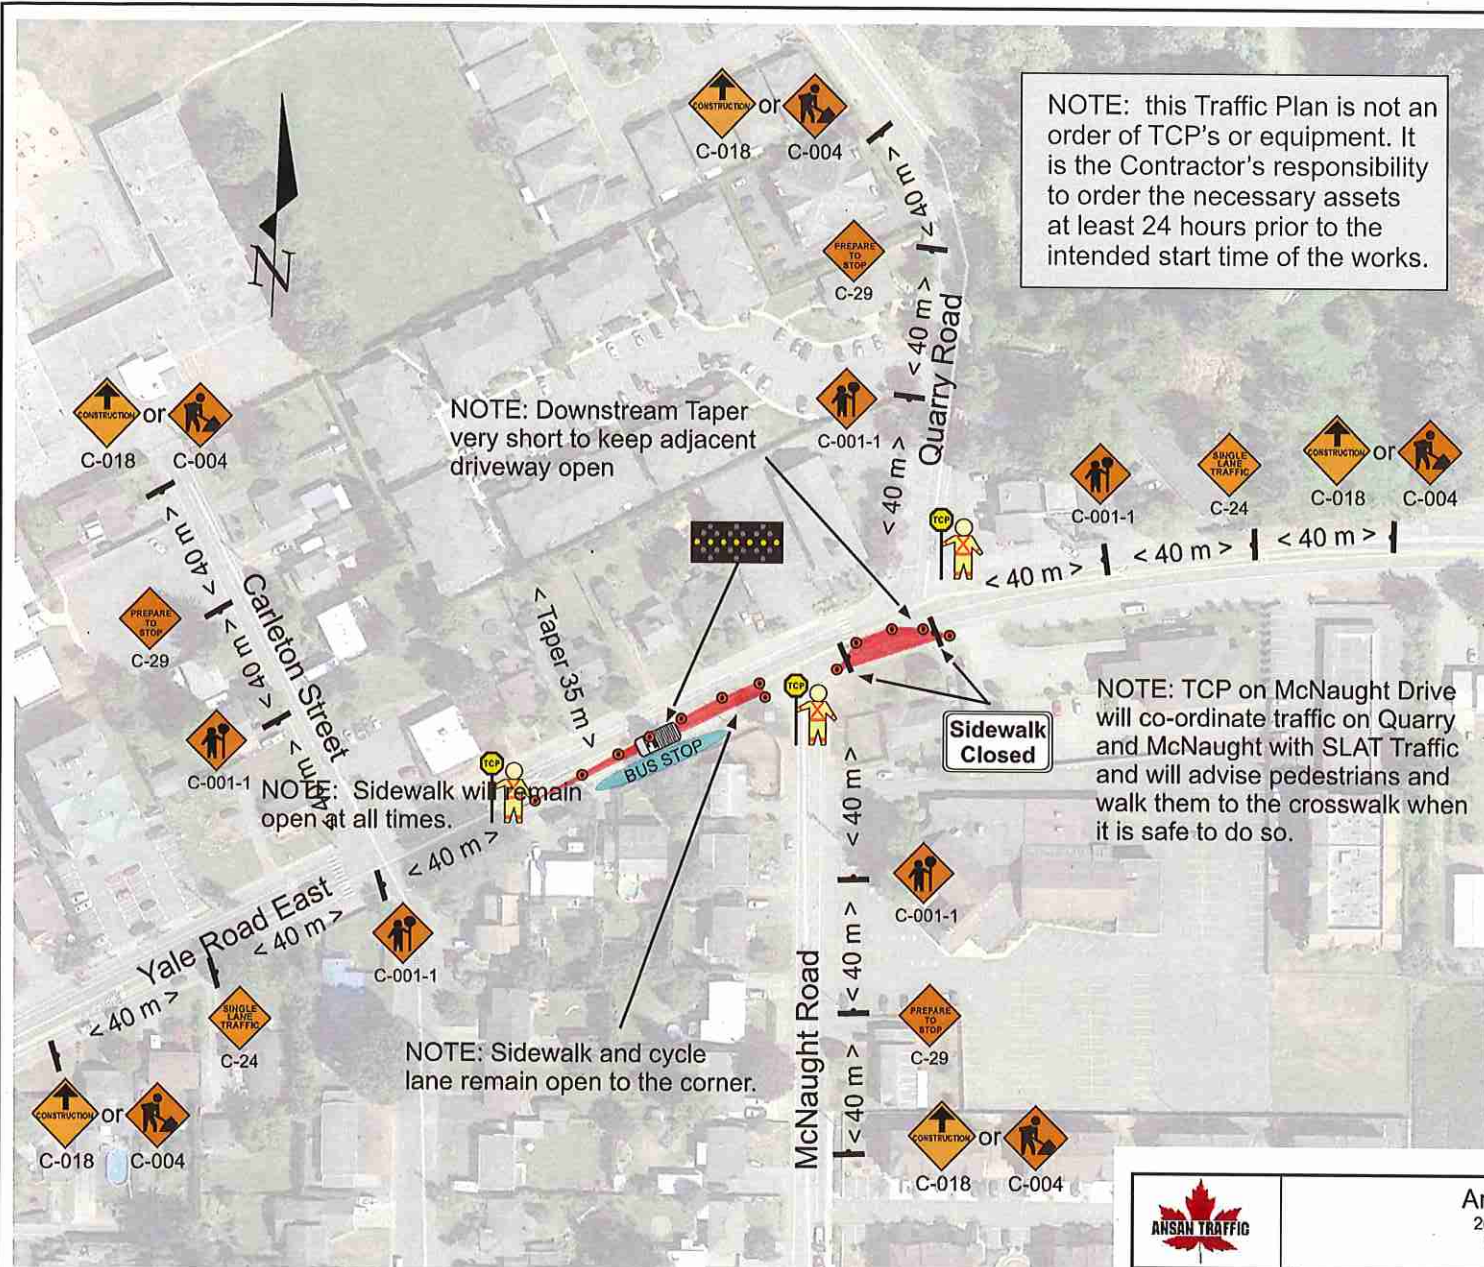 NOTE: this Traffic Plan is not an
order of TCP's or equipment. It
is the Contractor's responsibility
to order the necessary assets
at least 24 hours prior to the
intended start time of the works.
CONSTRUCTION
or
C-018
C-004
< 40 m >
PREPARE
TO
STOP
C-29
< 40 m >
Quarry Road
C-001-1
< 40 m >
N
CONSTRUCTION
or
C-018
C-004
< 40 m >
PREPARE
TO
STOP
C-29
< 40 m >
Carleton Street
C-001-1
< 40 m >
NOTE: Downstream Taper
very short to keep adjacent
driveway open
TCP
C-001-1
SINGLE
LANE
TRAFFIC
C-24
CONSTRUCTION
or
C-018
C-004
< 40 m >
< 40 m >
< 40 m >
< Taper 35 m >
BUS STOP
TCP
TCP
Sidewalk
Closed
NOTE: TCP on McNaught Drive
will co-ordinate traffic on Quarry
and McNaught with SLAT Traffic
and will advise pedestrians and
walk them to the crosswalk when
it is safe to do so.
NOTE: Sidewalk will remain
open at all times.
< 40 m >
Yale Road East
< 40 m >
< 40 m >
C-001-1
SINGLE
LANE
TRAFFIC
C-24
CONSTRUCTION
or
C-018
C-004
NOTE: Sidewalk and cycle
lane remain open to the corner.
< 40 m >
C-001-1
< 40 m >
McNaught Road
PREPARE
TO
STOP
C-29
< 40 m >
CONSTRUCTION
or
C-018
C-004
ANSAN TRAFFIC